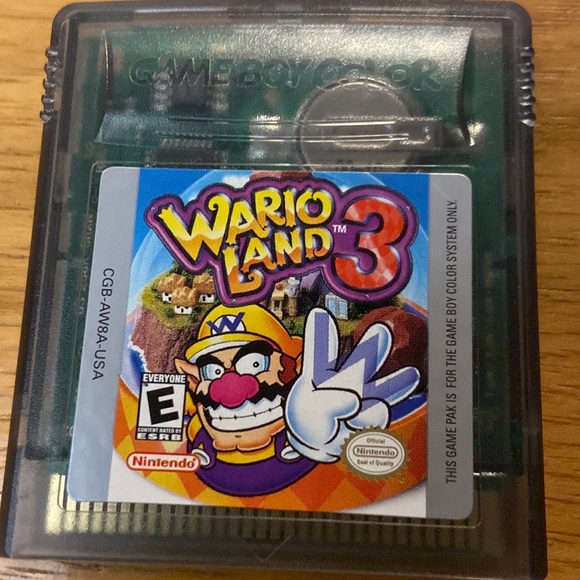 GAME BOY COLOR
WARIO
LAND™ 3
W
CGB-AW8A-USA
EVERYONE
E
CONTENT RATED BY
ESRB
Nintendo
Official
Nintendo
Seal of Quality
THIS GAME PAK IS FOR THE GAME BOY COLOR SYSTEM ONLY.